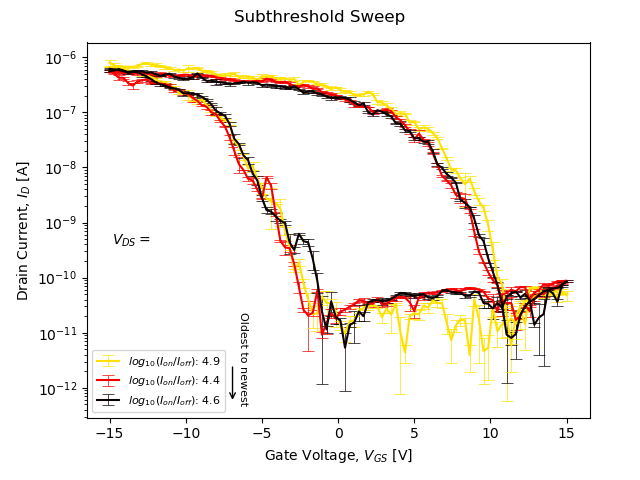 Subthreshold Sweep
Drain Current, I_D [A]
10⁻⁶
10⁻⁷
10⁻⁸
10⁻⁹
10⁻¹⁰
10⁻¹¹
10⁻¹²
V_DS =
Oldest to newest
log₁₀(I_on/I_off): 4.9
log₁₀(I_on/I_off): 4.4
log₁₀(I_on/I_off): 4.6
−15 −10 −5 0 5 10 15
Gate Voltage, V_GS [V]